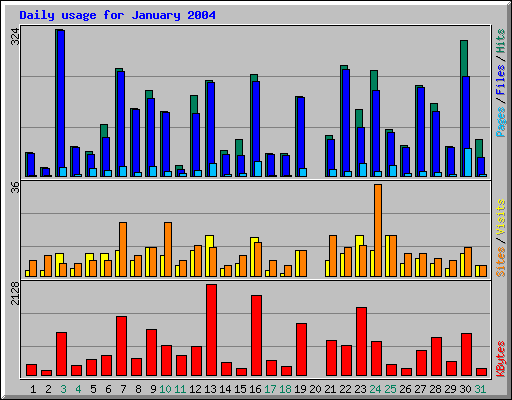 Daily usage for January 2004
324
Pages / Files / Hits
36
Sites / Visits
2128
KBytes
1 2 3 4 5 6 7 8 9 10 11 12 13 14 15 16 17 18 19 20 21 22 23 24 25 26 27 28 29 30 31